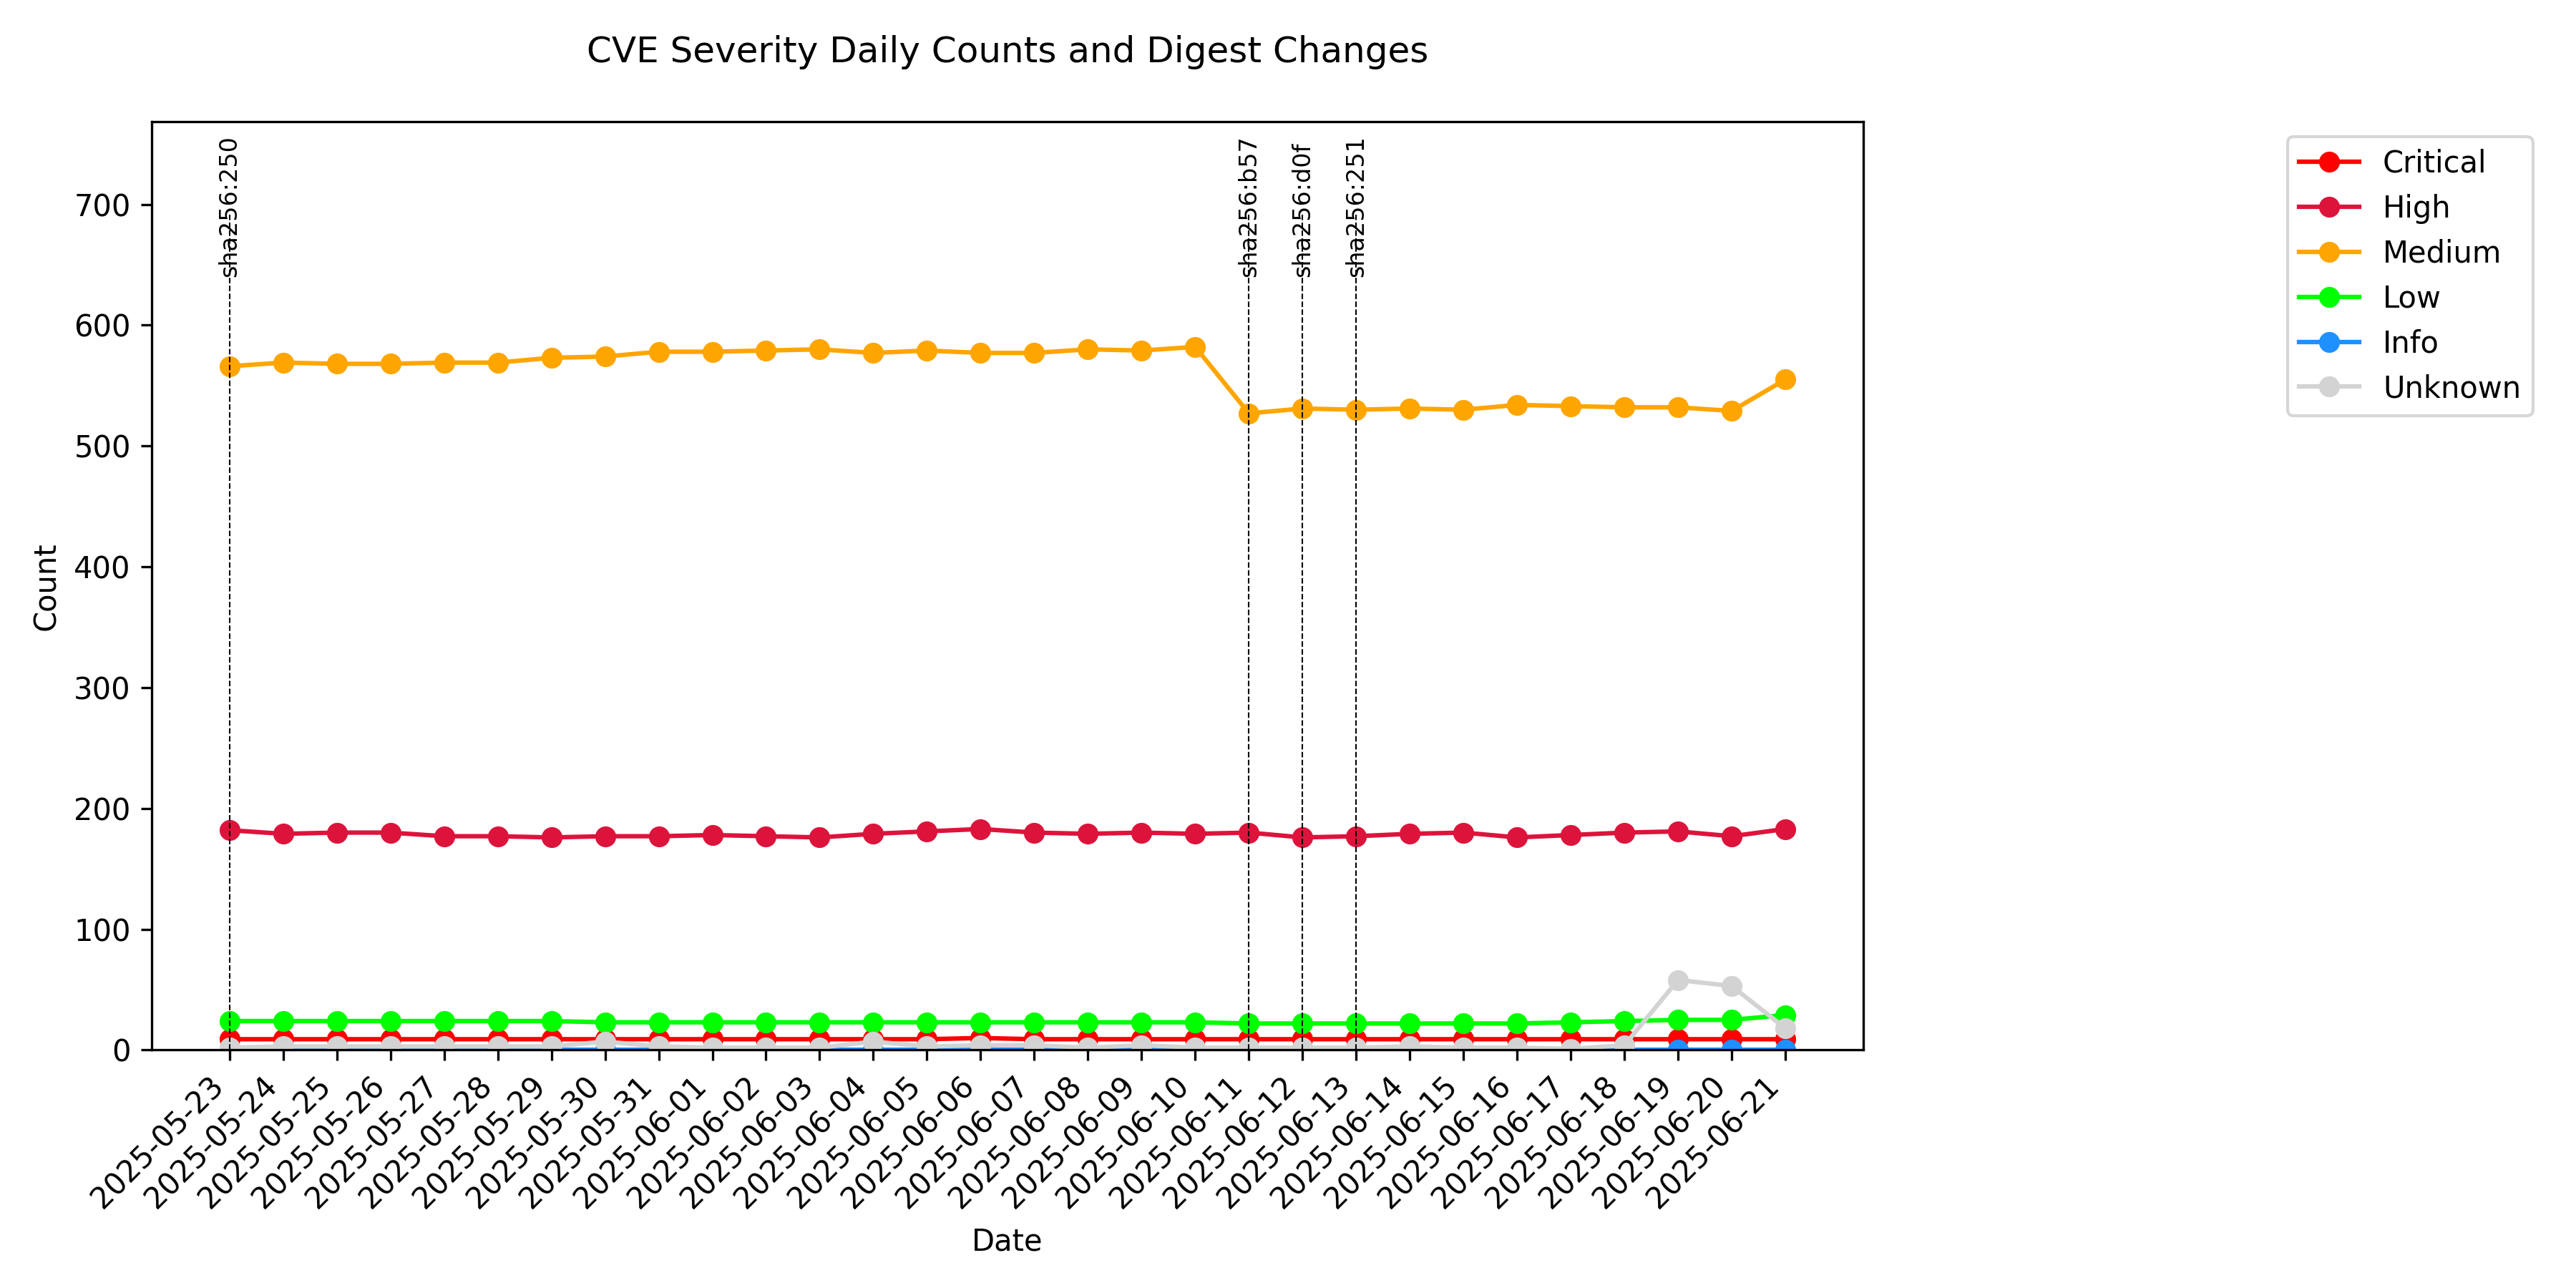 CVE Severity Daily Counts and Digest Changes
sha256:250
sha256:b57
sha256:d0f
sha256:251
Critical
High
Medium
Low
Info
Unknown
700
600
500
400
300
200
100
0
Count
2025-05-23
2025-05-24
2025-05-25
2025-05-26
2025-05-27
2025-05-28
2025-05-29
2025-05-30
2025-05-31
2025-06-01
2025-06-02
2025-06-03
2025-06-04
2025-06-05
2025-06-06
2025-06-07
2025-06-08
2025-06-09
2025-06-10
2025-06-11
2025-06-12
2025-06-13
2025-06-14
2025-06-15
2025-06-16
2025-06-17
2025-06-18
2025-06-19
2025-06-20
2025-06-21
Date